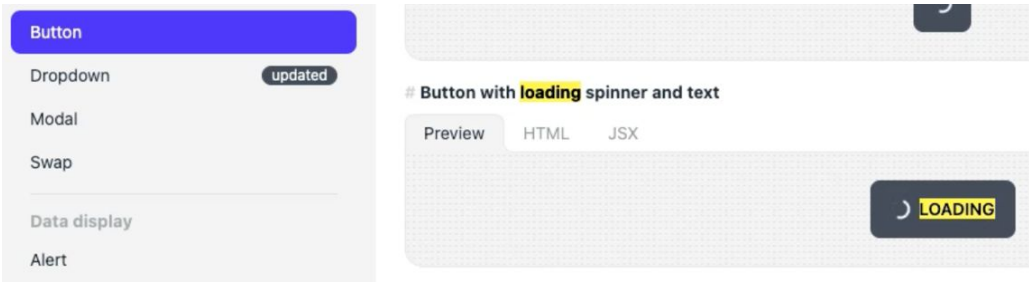 Button
Dropdown updated
Modal
Swap
Data display
Alert
# Button with loading spinner and text
Preview HTML JSX
LOADING